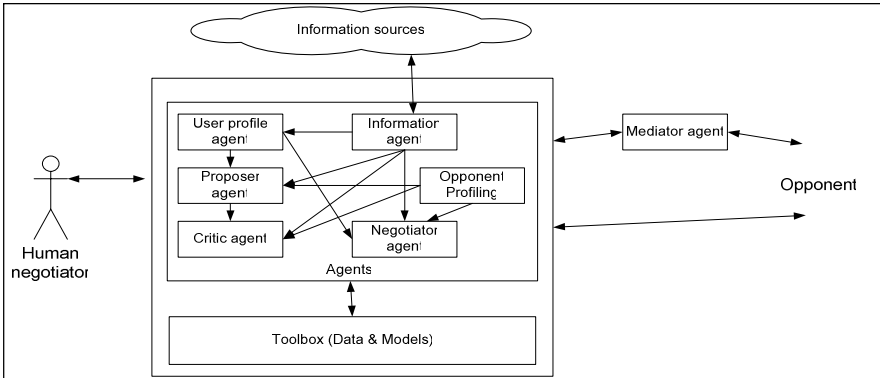 Information sources
User profile
agent
Information
agent
Mediator agent
Proposer
agent
Opponent
Profiling
Opponent
Critic agent
Negotiator
agent
Agents
Human
negotiator
Toolbox (Data & Models)